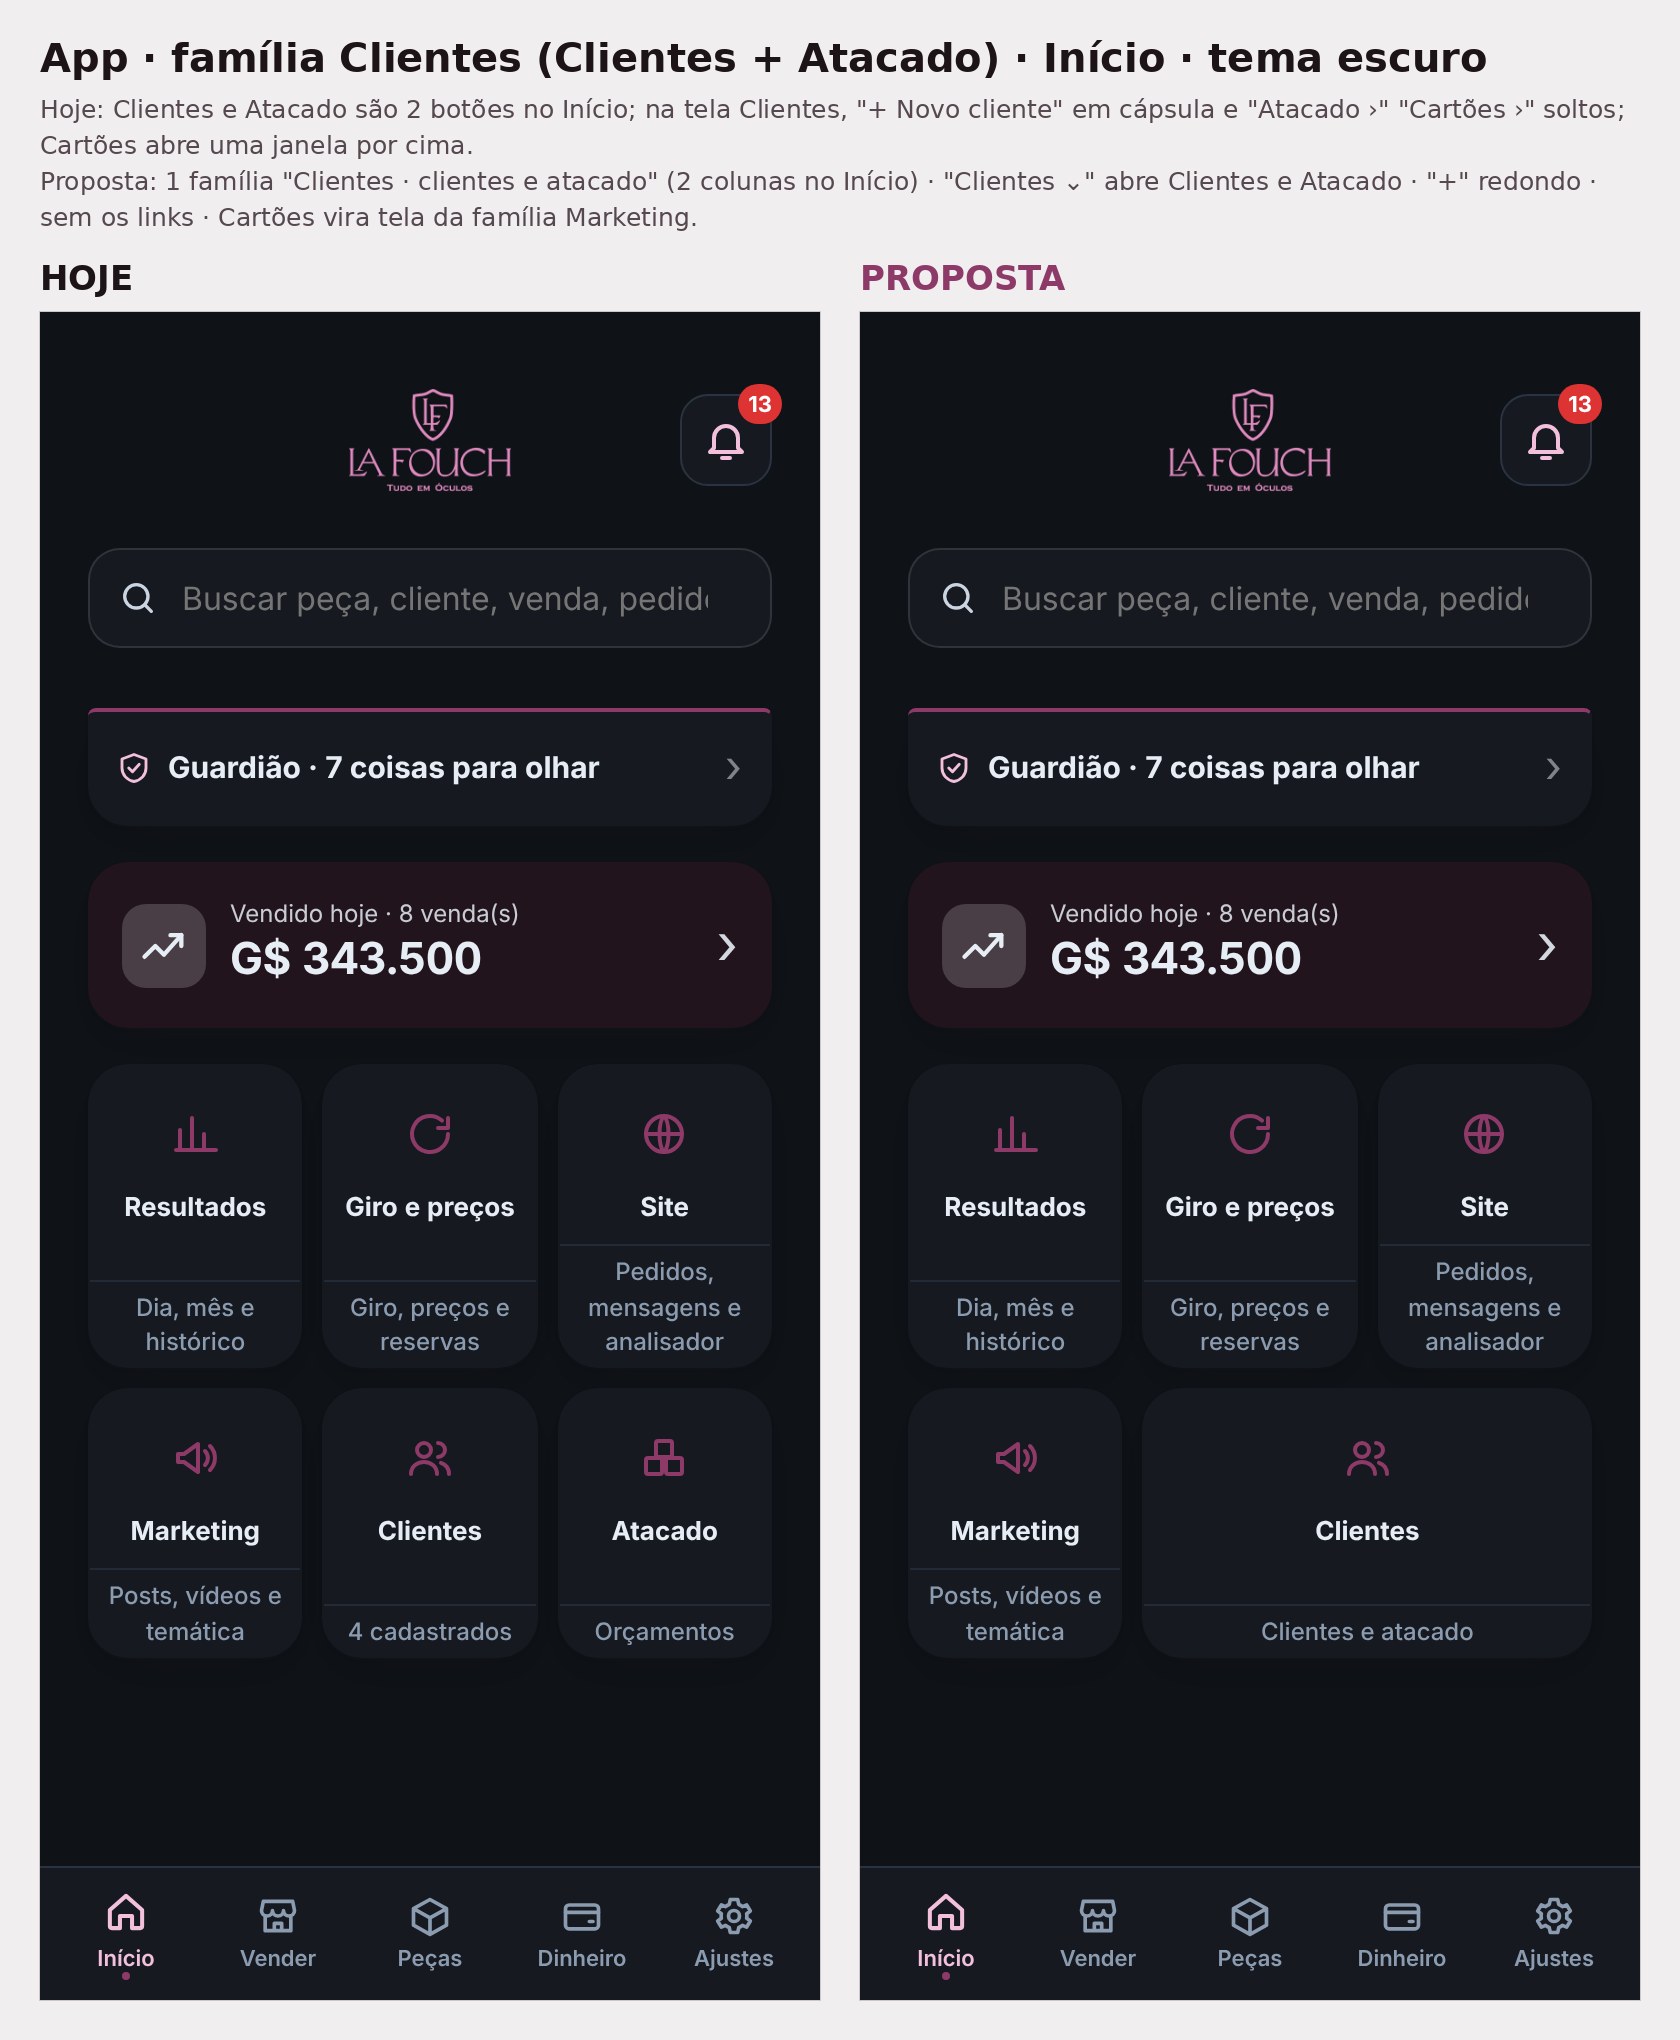 App · família Clientes (Clientes + Atacado) · Início · tema escuro
Hoje: Clientes e Atacado são 2 botões no Início; na tela Clientes, "+ Novo cliente" em cápsula e "Atacado ›" "Cartões ›" soltos;
Cartões abre uma janela por cima.
Proposta: 1 família "Clientes · clientes e atacado" (2 colunas no Início) · "Clientes ⌄" abre Clientes e Atacado · "+" redondo ·
sem os links · Cartões vira tela da família Marketing.
HOJE
LF
LA FOUCH
TUDO EM ÓCULOS
13
Buscar peça, cliente, venda, pedid
Guardião · 7 coisas para olhar
Vendido hoje · 8 venda(s)
G$ 343.500
Resultados
Dia, mês e
histórico
Giro e preços
Giro, preços e
reservas
Site
Pedidos,
mensagens e
analisador
Marketing
Posts, vídeos e
temática
Clientes
4 cadastrados
Atacado
Orçamentos
Início
Vender
Peças
Dinheiro
Ajustes
PROPOSTA
LF
LA FOUCH
TUDO EM ÓCULOS
13
Buscar peça, cliente, venda, pedid
Guardião · 7 coisas para olhar
Vendido hoje · 8 venda(s)
G$ 343.500
Resultados
Dia, mês e
histórico
Giro e preços
Giro, preços e
reservas
Site
Pedidos,
mensagens e
analisador
Marketing
Posts, vídeos e
temática
Clientes
Clientes e atacado
Início
Vender
Peças
Dinheiro
Ajustes